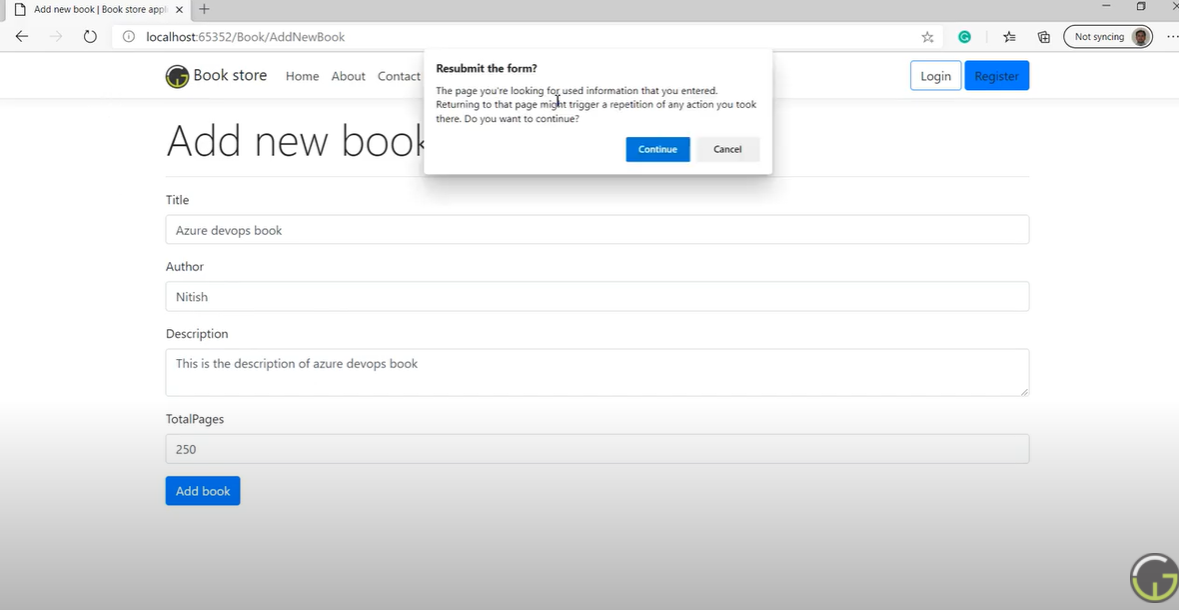 Add new book | Book store appl
localhost:65352/Book/AddNewBook
Not syncing
Book store
Home
About
Contact
Login
Register
Resubmit the form?
The page you're looking for used information that you entered.
Returning to that page might trigger a repetition of any action you took
there. Do you want to continue?
Continue
Cancel
Add new book
Title
Azure devops book
Author
Nitish
Description
This is the description of azure devops book
TotalPages
250
Add book